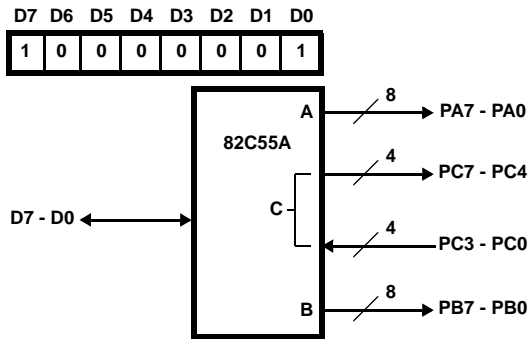 D7 D6 D5 D4 D3 D2 D1 D0
1 0 0 0 0 0 0 1
A 8 PA7 - PA0
82C55A
4 PC7 - PC4
C
D7 - D0
4 PC3 - PC0
B 8 PB7 - PB0